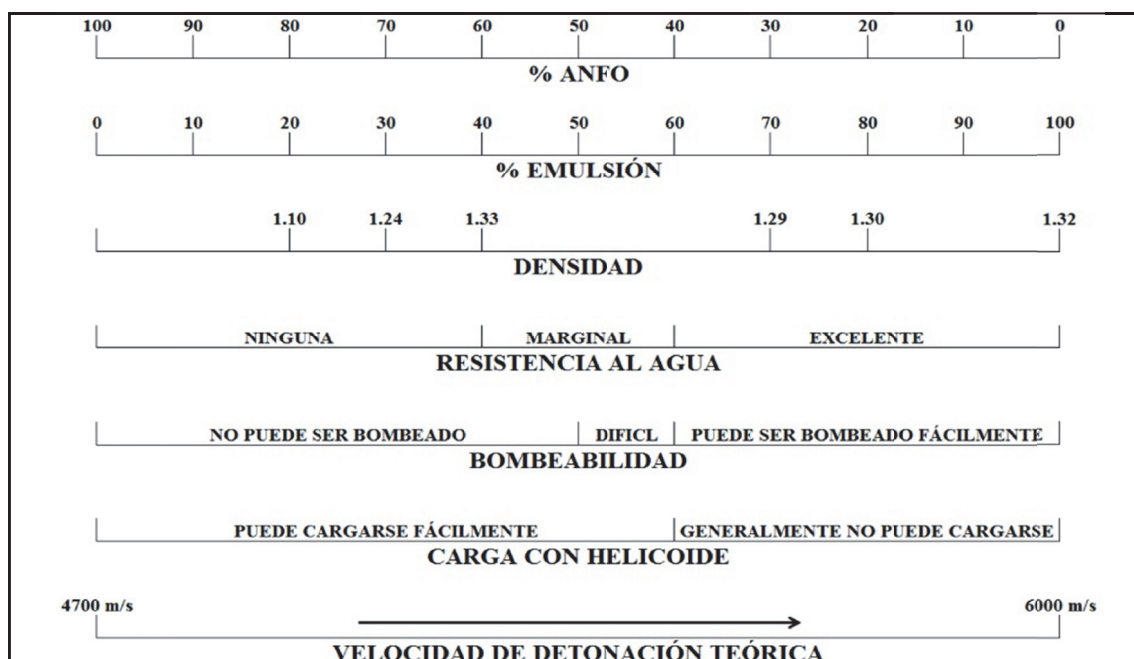 100 90 80 70 60 50 40 30 20 10 0
% ANFO
0 10 20 30 40 50 60 70 80 90 100
% EMULSIÓN
1.10 1.24 1.33 1.29 1.30 1.32
DENSIDAD
NINGUNA MARGINAL EXCELENTE
RESISTENCIA AL AGUA
NO PUEDE SER BOMBEADO DIFICL PUEDE SER BOMBEADO FÁCILMENTE
BOMBEABILIDAD
PUEDE CARGARSE FÁCILMENTE GENERALMENTE NO PUEDE CARGARSE
CARGA CON HELICOIDE
4700 m/s 6000 m/s
VELOCIDAD DE DETONACIÓN TEÓRICA